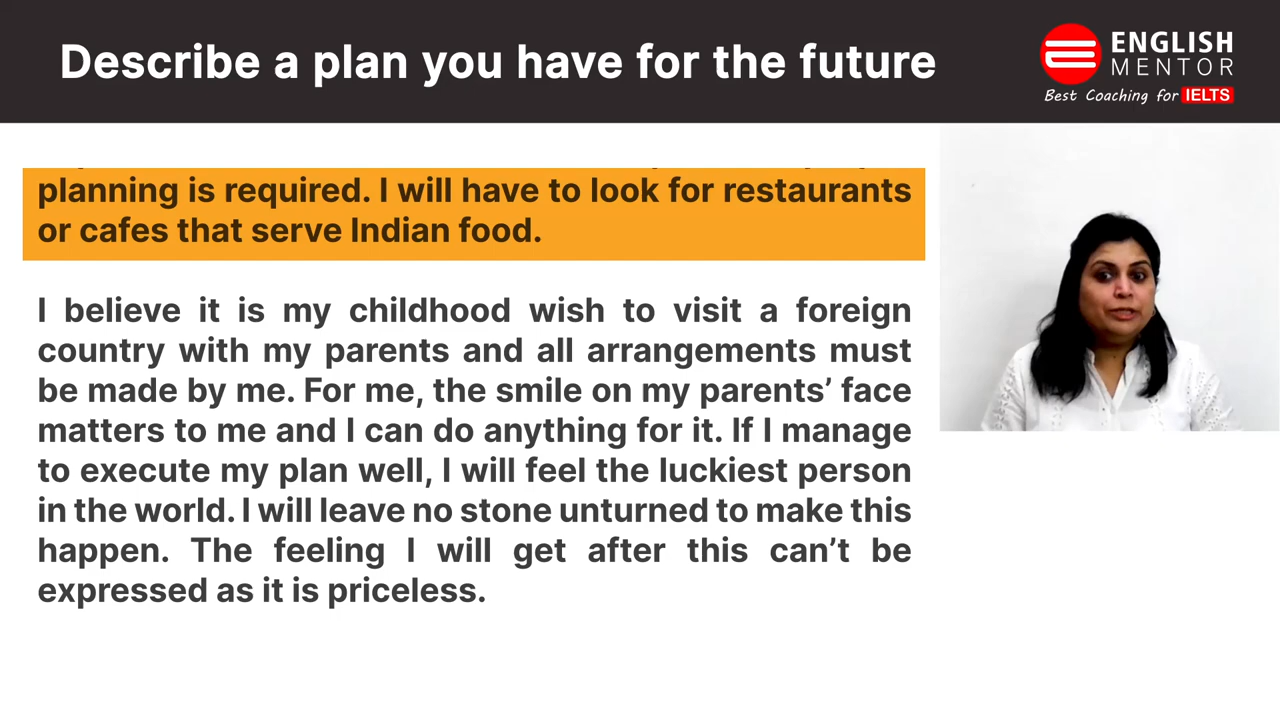 Describe a plan you have for the future
ENGLISH
MENTOR
Best Coaching for IELTS
planning is required. I will have to look for restaurants
or cafes that serve Indian food.
I believe it is my childhood wish to visit a foreign
country with my parents and all arrangements must
be made by me. For me, the smile on my parents’ face
matters to me and I can do anything for it. If I manage
to execute my plan well, I will feel the luckiest person
in the world. I will leave no stone unturned to make this
happen. The feeling I will get after this can’t be
expressed as it is priceless.